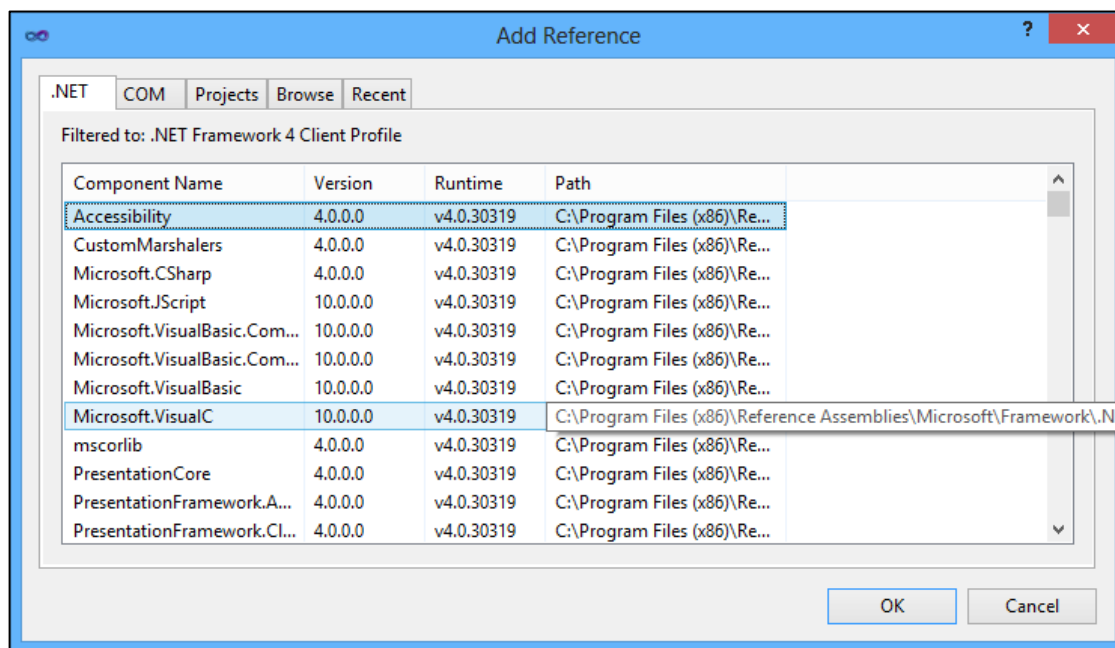 Add Reference
? ×
.NET COM Projects Browse Recent
Filtered to: .NET Framework 4 Client Profile
Component Name Version Runtime Path
Accessibility 4.0.0.0 v4.0.30319 C:\Program Files (x86)\Re...
CustomMarshalers 4.0.0.0 v4.0.30319 C:\Program Files (x86)\Re...
Microsoft.CSharp 4.0.0.0 v4.0.30319 C:\Program Files (x86)\Re...
Microsoft.JScript 10.0.0.0 v4.0.30319 C:\Program Files (x86)\Re...
Microsoft.VisualBasic.Com... 10.0.0.0 v4.0.30319 C:\Program Files (x86)\Re...
Microsoft.VisualBasic.Com... 10.0.0.0 v4.0.30319 C:\Program Files (x86)\Re...
Microsoft.VisualBasic 10.0.0.0 v4.0.30319 C:\Program Files (x86)\Re...
Microsoft.VisualC 10.0.0.0 v4.0.30319 C:\Program Files (x86)\Reference Assemblies\Microsoft\Framework\.N
mscorlib 4.0.0.0 v4.0.30319 C:\Program Files (x86)\Re...
PresentationCore 4.0.0.0 v4.0.30319 C:\Program Files (x86)\Re...
PresentationFramework.A... 4.0.0.0 v4.0.30319 C:\Program Files (x86)\Re...
PresentationFramework.Cl... 4.0.0.0 v4.0.30319 C:\Program Files (x86)\Re...
OK Cancel